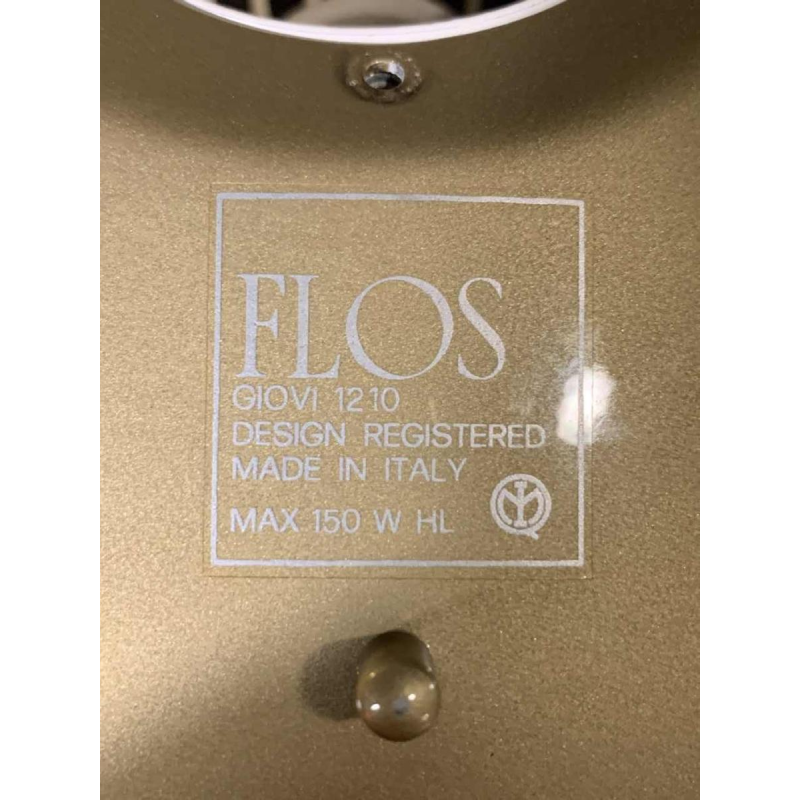 FLOS
GIOVI 1210
DESIGN REGISTERED
MADE IN ITALY
MAX 150 W HL